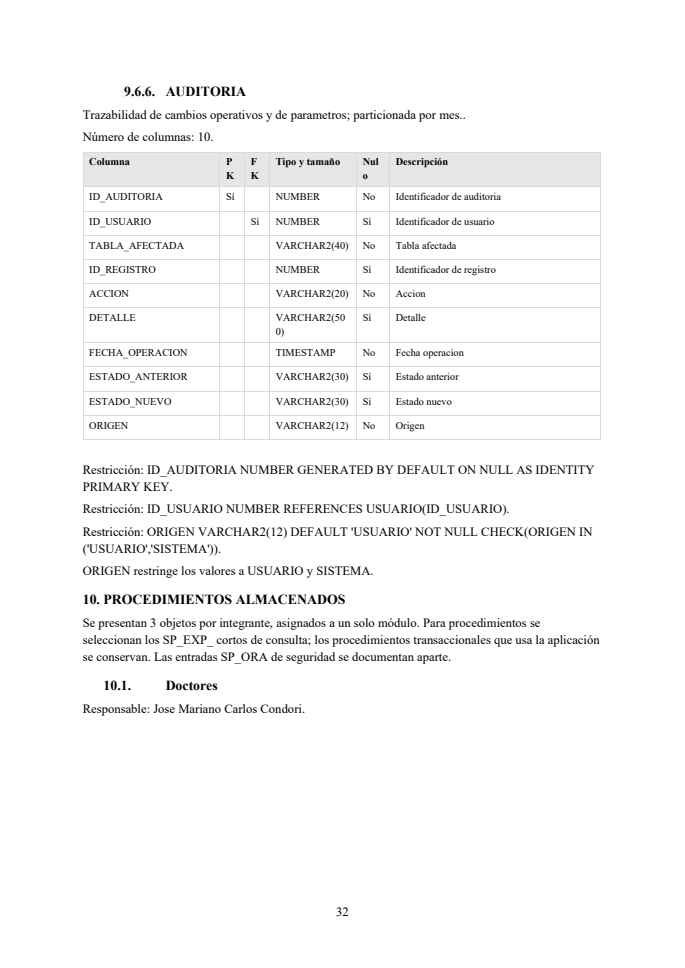 9.6.6. AUDITORIA
Trazabilidad de cambios operativos y de parametros; particionada por mes..
Número de columnas: 10.
Columna P K F K Tipo y tamaño Nul o Descripción
ID_AUDITORIA Sí NUMBER No Identificador de auditoria
ID_USUARIO Sí NUMBER Sí Identificador de usuario
TABLA_AFECTADA VARCHAR2(40) No Tabla afectada
ID_REGISTRO NUMBER Sí Identificador de registro
ACCION VARCHAR2(20) No Accion
DETALLE VARCHAR2(50 0) Sí Detalle
FECHA_OPERACION TIMESTAMP No Fecha operacion
ESTADO_ANTERIOR VARCHAR2(30) Sí Estado anterior
ESTADO_NUEVO VARCHAR2(30) Sí Estado nuevo
ORIGEN VARCHAR2(12) No Origen
Restricción: ID_AUDITORIA NUMBER GENERATED BY DEFAULT ON NULL AS IDENTITY
PRIMARY KEY.
Restricción: ID_USUARIO NUMBER REFERENCES USUARIO(ID_USUARIO).
Restricción: ORIGEN VARCHAR2(12) DEFAULT 'USUARIO' NOT NULL CHECK(ORIGEN IN
('USUARIO','SISTEMA')).
ORIGEN restringe los valores a USUARIO y SISTEMA.
10. PROCEDIMIENTOS ALMACENADOS
Se presentan 3 objetos por integrante, asignados a un solo módulo. Para procedimientos se
seleccionan los SP_EXP_ cortos de consulta; los procedimientos transaccionales que usa la aplicación
se conservan. Las entradas SP_ORA de seguridad se documentan aparte.
10.1. Doctores
Responsable: Jose Mariano Carlos Condori.
32